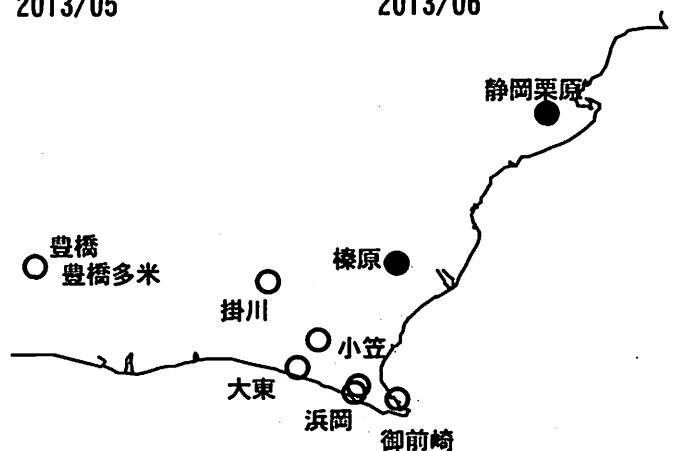 2013/05
2013/06
静岡栗原
豊橋
豊橋多米
榛原
掛川
小笠
大東
浜岡
御前崎